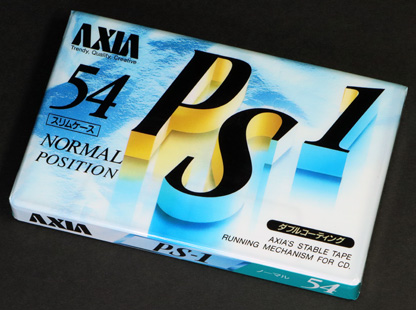 AXIA
Trendy, Quality, Creative
54
スリムケース
NORMAL
POSITION
PS-1
ダブルコーティング
AXIA'S STABLE TAPE
RUNNING MECHANISM FOR CD.
AXIA
PS-1
ノーマル
54